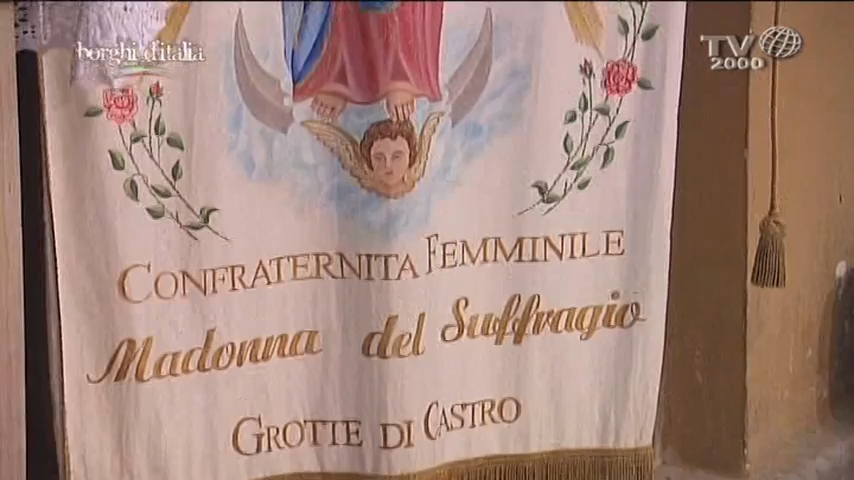 borghi d'italia
TV2000
CONFRATERNITA FEMMINILE
Madonna del Suffragio
GROTTE DI CASTRO